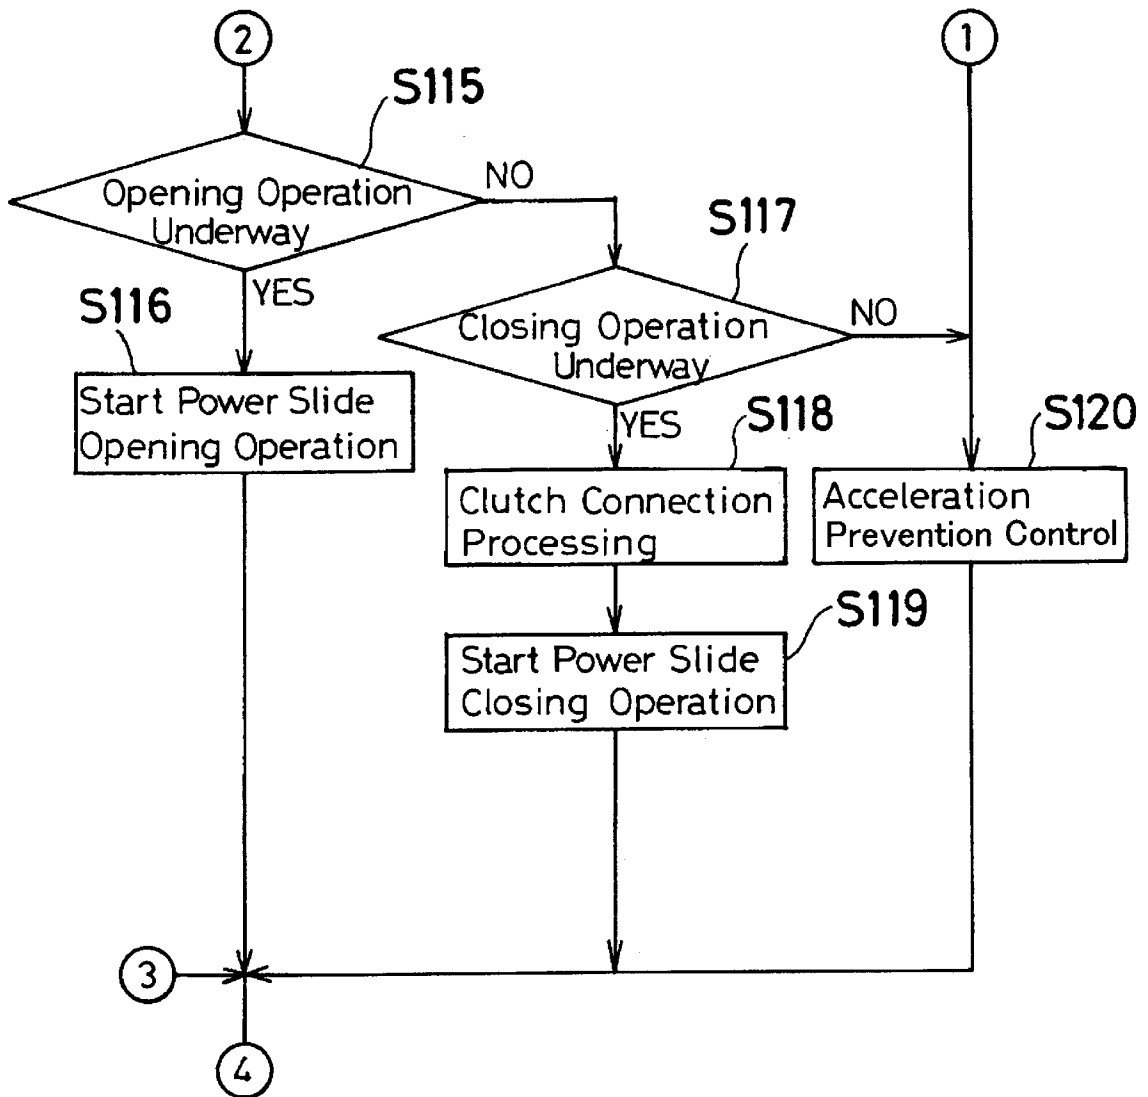 2
1
S115
Opening Operation
Underway
NO
S117
YES
S116
Closing Operation
Underway
NO
Start Power Slide
Opening Operation
YES
S118
S120
Clutch Connection
Processing
Acceleration
Prevention Control
S119
Start Power Slide
Closing Operation
3
4